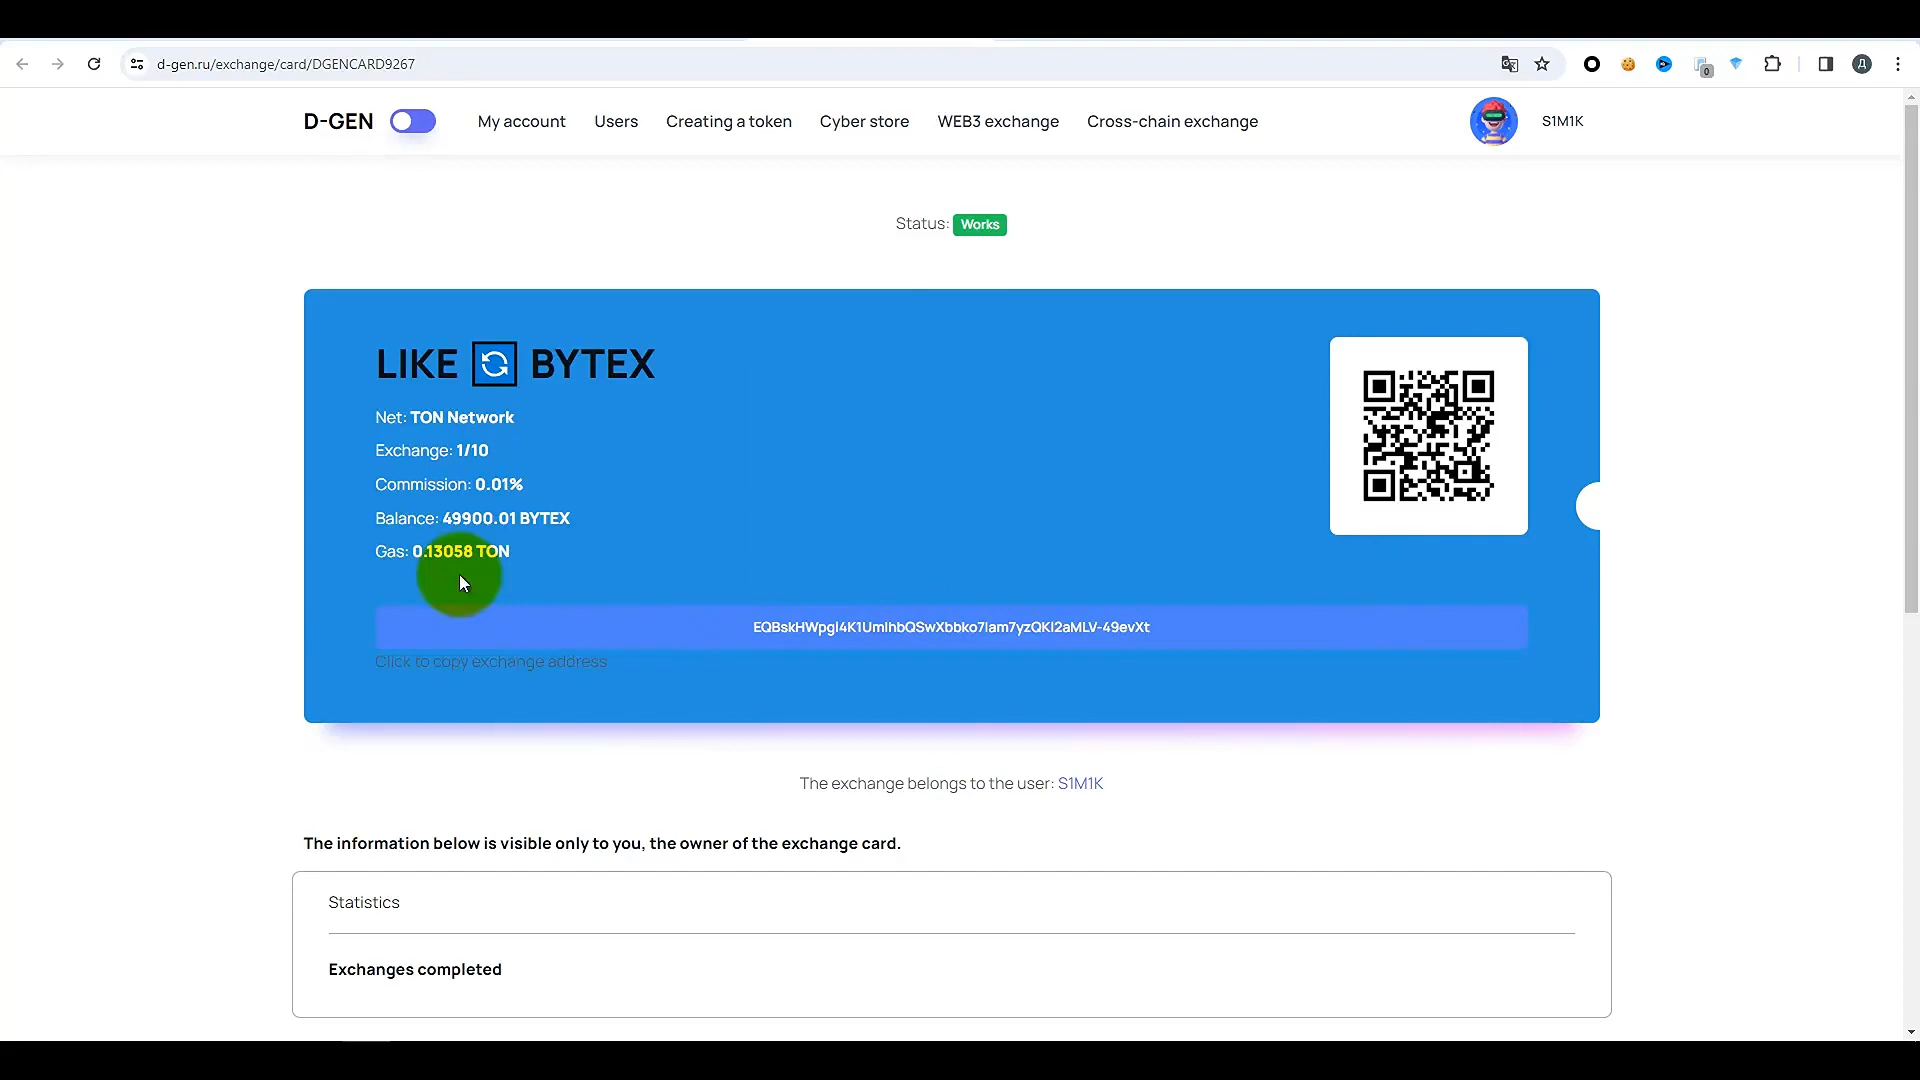 d-gen.ru/exchange/card/DGENCARD9267
0
Д
D-GEN
My account
Users
Creating a token
Cyber store
WEB3 exchange
Cross-chain exchange
S1M1K
Status: Works
LIKE BYTEX
Net: TON Network
Exchange: 1/10
Commission: 0.01%
Balance: 49900.01 BYTEX
Gas: 0.13058 TON
EQBskHWpgl4K1UmlhbQSwXbbko7lam7yzQKl2aMLV-49evXt
Click to copy exchange address
The exchange belongs to the user: S1M1K
The information below is visible only to you, the owner of the exchange card.
Statistics
Exchanges completed